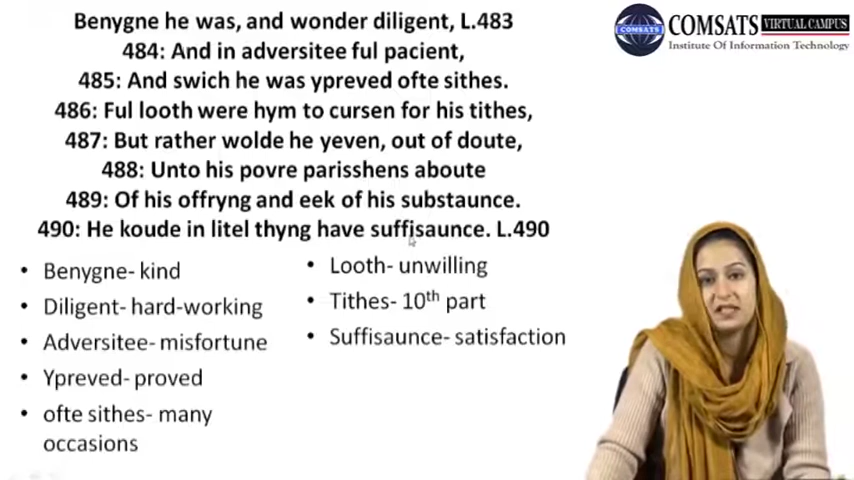 Benygne he was, and wonder diligent, L.483
484: And in adversitee ful pacient,
485: And swich he was ypreved ofte sithes.
486: Ful looth were hym to cursen for his tithes,
487: But rather wolde he yeven, out of doute,
488: Unto his povre parisshens aboute
489: Of his offryng and eek of his substaunce.
490: He koude in litel thyng have suffisaunce. L.490
• Benygne- kind
• Diligent- hard-working
• Adversitee- misfortune
• Ypreved- proved
• ofte sithes- many
occasions
• Looth- unwilling
• Tithes- 10th part
• Suffisaunce- satisfaction
COMSATS
COMSATS VIRTUAL CAMPUS
Institute Of Information Technology